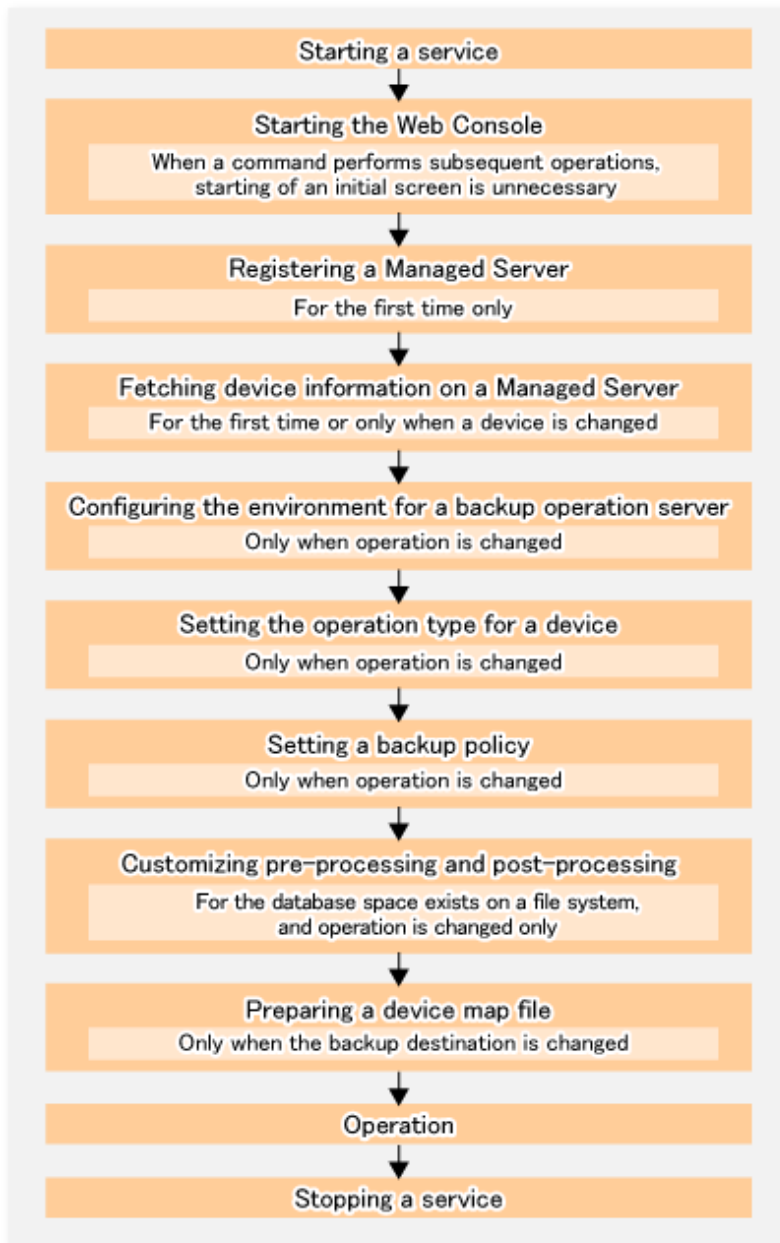 Starting a service
Starting the Web Console
When a command performs subsequent operations,
starting of an initial screen is unnecessary
Registering a Managed Server
For the first time only
Fetching device information on a Managed Server
For the first time or only when a device is changed
Configuring the environment for a backup operation server
Only when operation is changed
Setting the operation type for a device
Only when operation is changed
Setting a backup policy
Only when operation is changed
Customizing pre-processing and post-processing
For the database space exists on a file system,
and operation is changed only
Preparing a device map file
Only when the backup destination is changed
Operation
Stopping a service